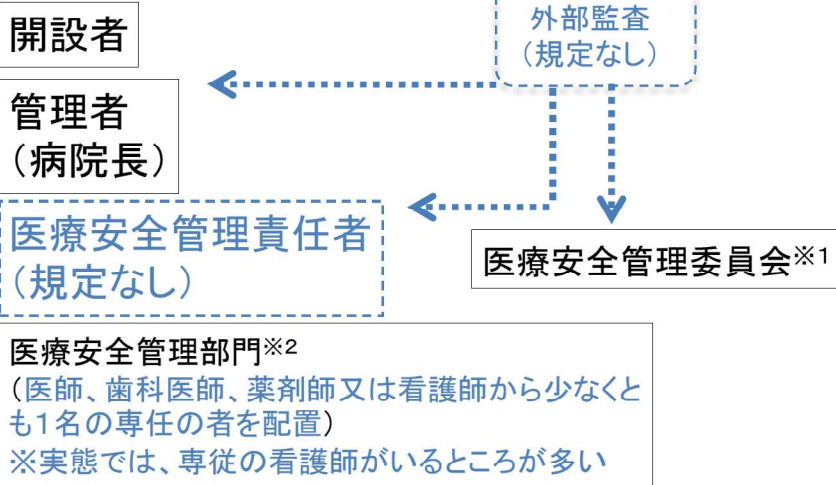 開設者
外部監査
(規定なし)
管理者
(病院長)
医療安全管理責任者
(規定なし)
医療安全管理委員会※1
医療安全管理部門※2
(医師、歯科医師、薬剤師又は看護師から少なくと
も1名の専任の者を配置)
※実態では、専従の看護師がいるところが多い